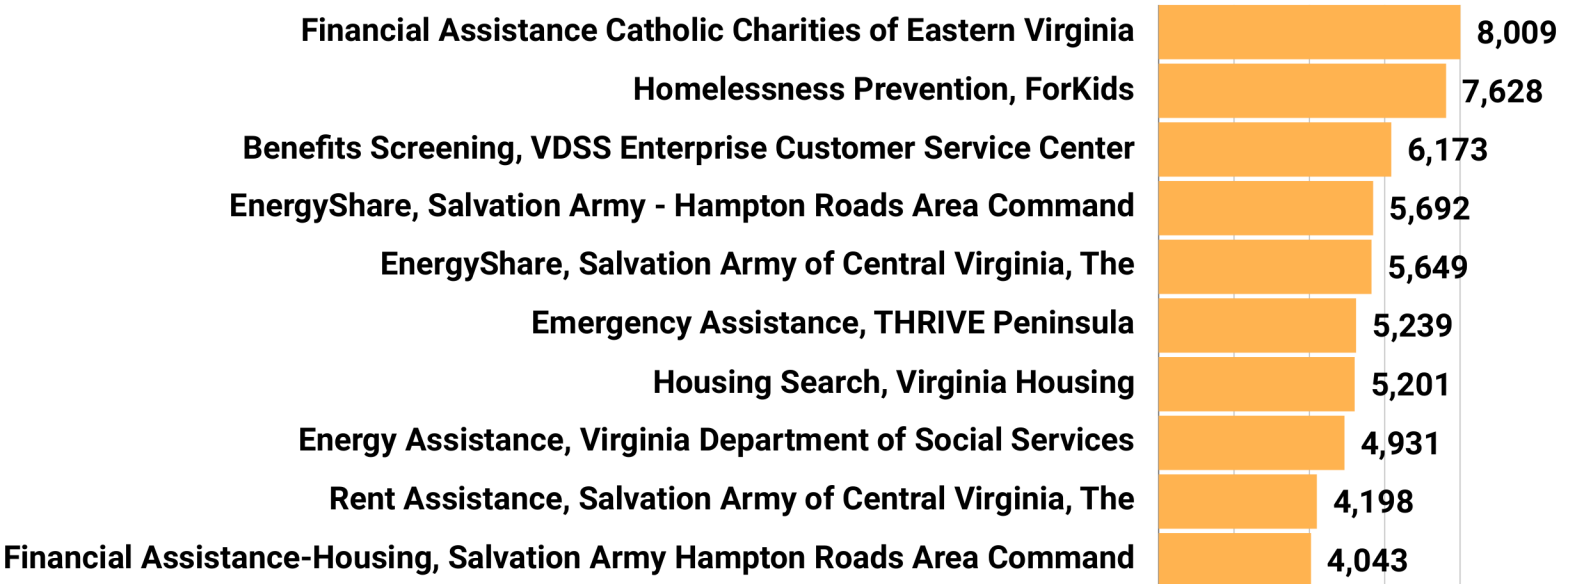 Financial Assistance Catholic Charities of Eastern Virginia 8,009
Homelessness Prevention, ForKids 7,628
Benefits Screening, VDSS Enterprise Customer Service Center 6,173
EnergyShare, Salvation Army - Hampton Roads Area Command 5,692
EnergyShare, Salvation Army of Central Virginia, The 5,649
Emergency Assistance, THRIVE Peninsula 5,239
Housing Search, Virginia Housing 5,201
Energy Assistance, Virginia Department of Social Services 4,931
Rent Assistance, Salvation Army of Central Virginia, The 4,198
Financial Assistance-Housing, Salvation Army Hampton Roads Area Command 4,043